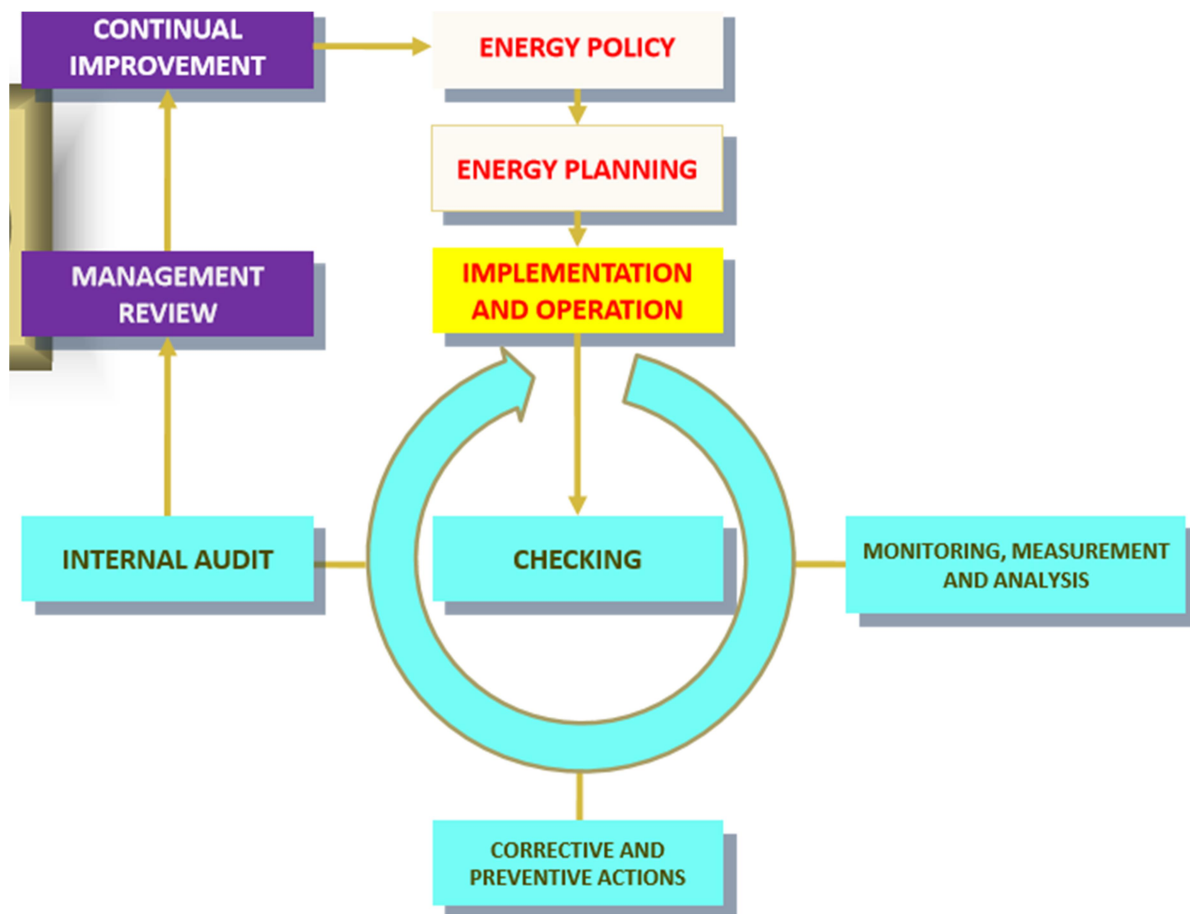 CONTINUAL
IMPROVEMENT
ENERGY POLICY
ENERGY PLANNING
MANAGEMENT
REVIEW
IMPLEMENTATION
AND OPERATION
INTERNAL AUDIT
CHECKING
MONITORING, MEASUREMENT
AND ANALYSIS
CORRECTIVE AND
PREVENTIVE ACTIONS